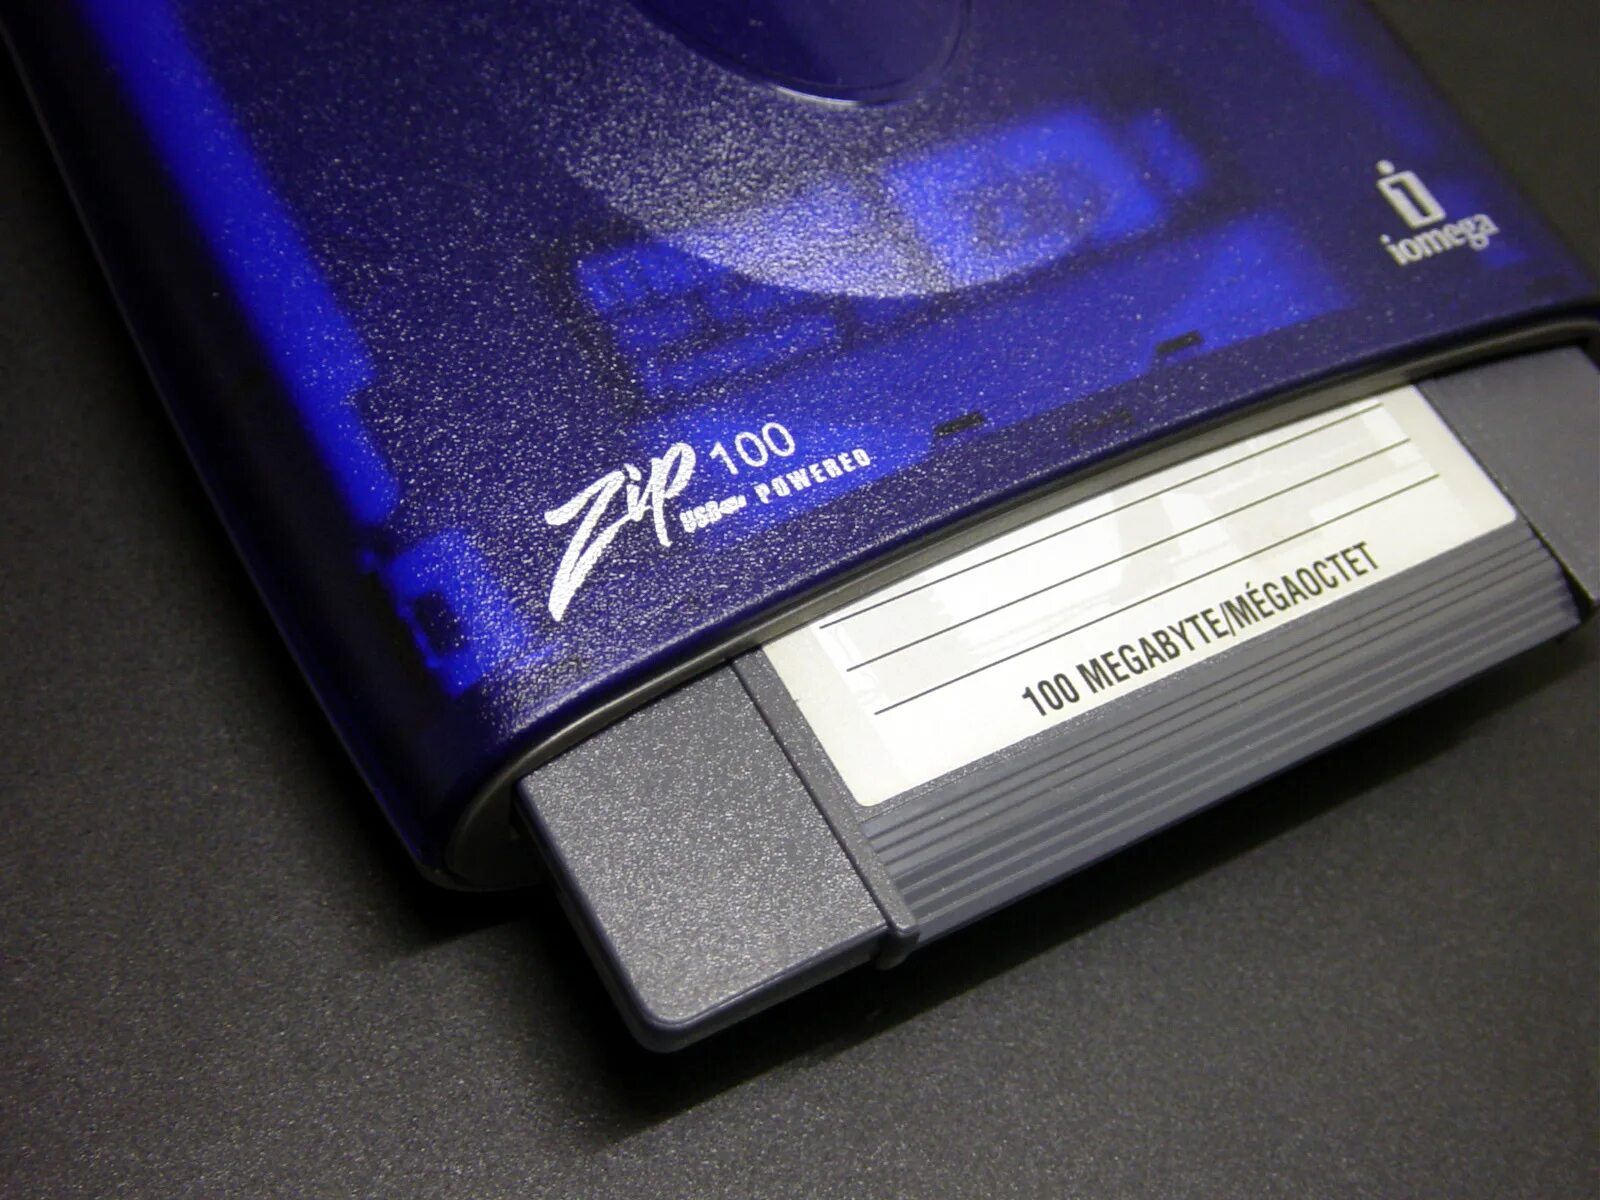 iomega
Zip 100
USB POWERED
100 MEGABYTE/MÉGAOCTET